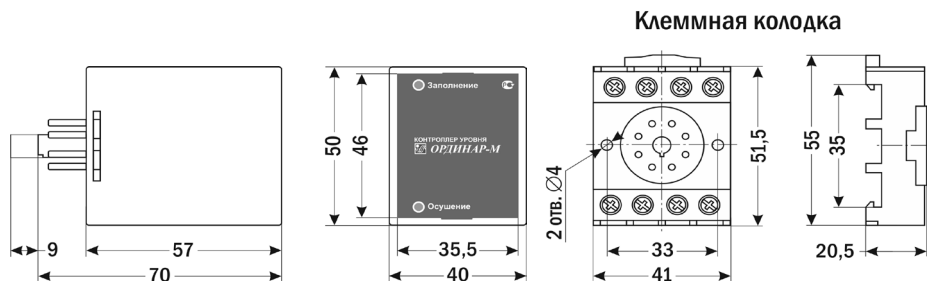 Клеммная колодка
Заполнение
КОНТРОЛЛЕР УРОВНЯ
ОРДИНАР-М
Осушение
50
46
2 отв. Ø4
51,5
55
35
9
57
70
35,5
40
33
41
20,5